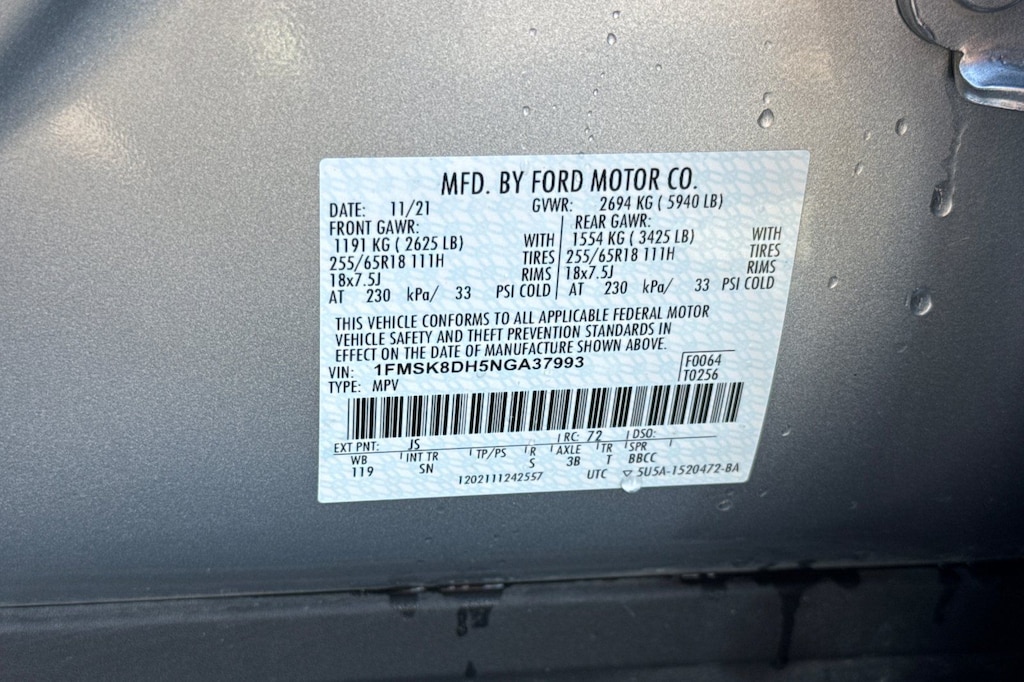 MFD. BY FORD MOTOR CO.
DATE: 11/21 GVWR: 2694 KG ( 5940 LB)
FRONT GAWR: REAR GAWR:
1191 KG ( 2625 LB) WITH 1554 KG ( 3425 LB) WITH
255/65R18 111H TIRES 255/65R18 111H TIRES
18x7.5J RIMS 18x7.5J RIMS
AT 230 kPa/ 33 PSI COLD AT 230 kPa/ 33 PSI COLD
THIS VEHICLE CONFORMS TO ALL APPLICABLE FEDERAL MOTOR
VEHICLE SAFETY AND THEFT PREVENTION STANDARDS IN
EFFECT ON THE DATE OF MANUFACTURE SHOWN ABOVE.
VIN: 1FMSK8DH5NGA37993 F0064
TYPE: MPV T0256
EXT PNT: JS RC: 72 DSO:
WB INT TR TP/PS R AXLE TR SPR
119 SN S 3B T BBCC
1202111242557 UTC ▽ 5U5A-1520472-BA